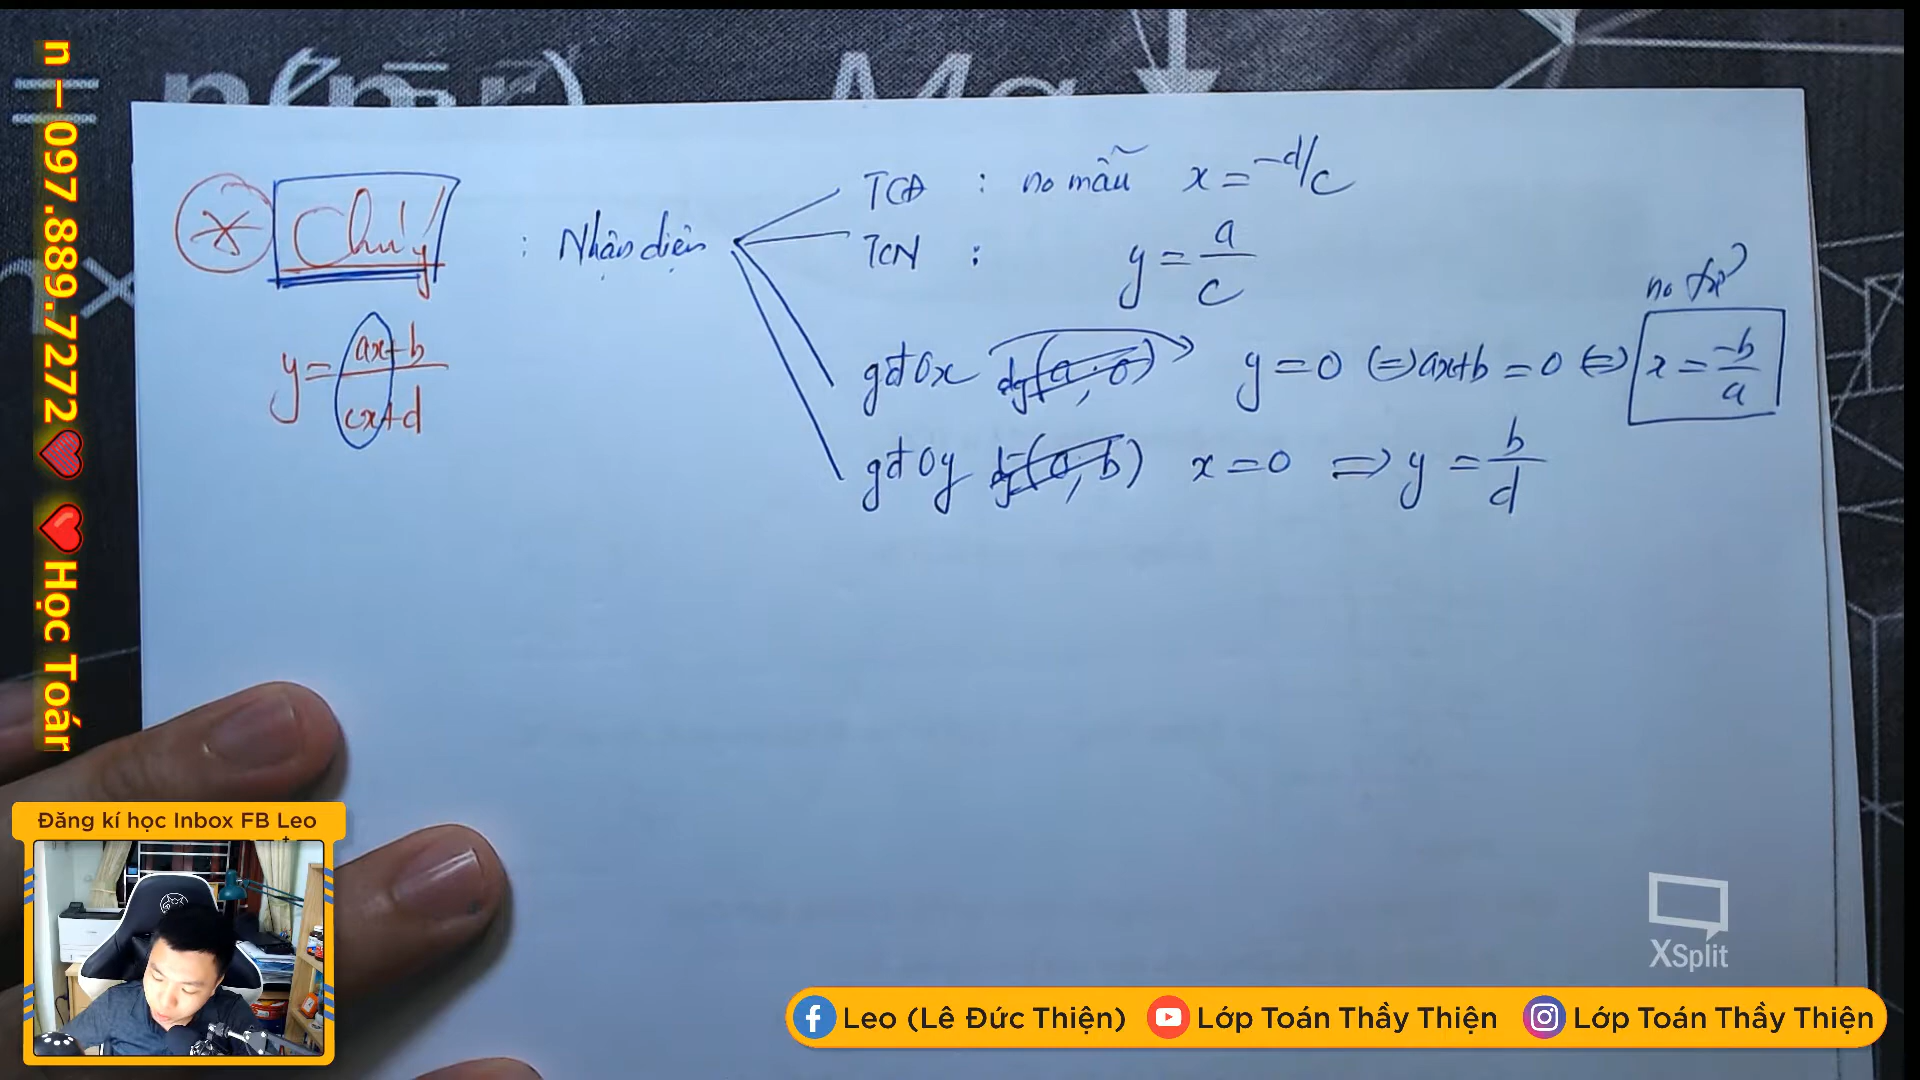 n – 097.889.7272 ❤ ❤ Học Toán
* Chú ý : Nhận diện
y = ax+b / cx+d
TCĐ : no mẫu x = -d/c
TCN : y = a/c
gđ Ox y = 0 ⇔ ax+b = 0 ⇔ x = -b/a
no tử
gđ Oy x = 0 ⇒ y = b/d
Đăng kí học Inbox FB Leo
XSplit
Leo (Lê Đức Thiện) Lớp Toán Thầy Thiện Lớp Toán Thầy Thiện